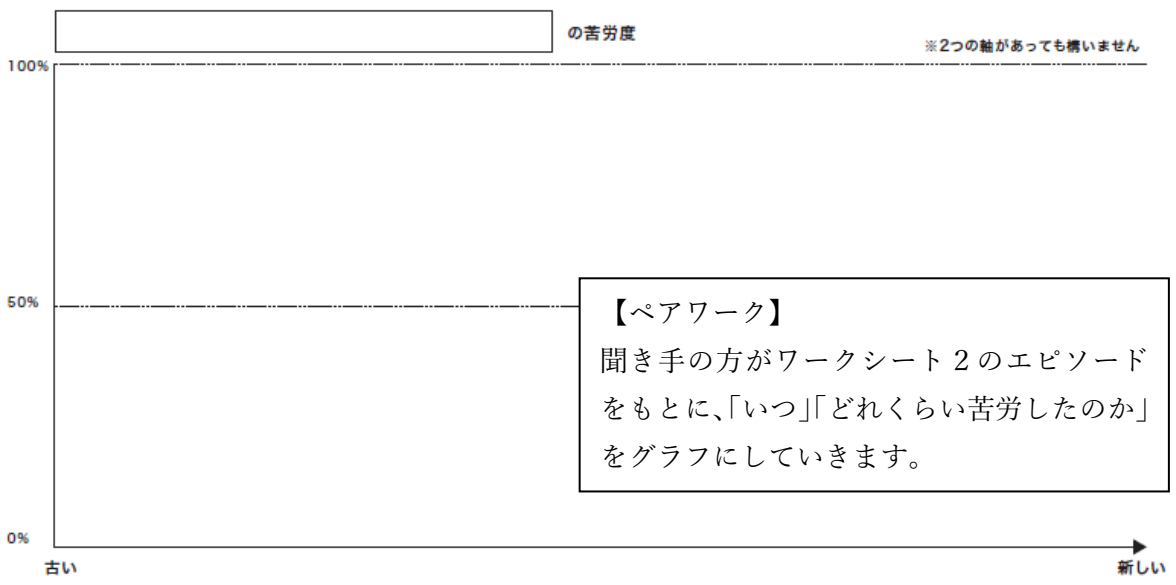 の苦労度
※2つの軸があっても構いません
100%
50%
【ペアワーク】
聞き手の方がワークシート2のエピソード
をもとに、「いつ」「どれくらい苦労したのか」
をグラフにしていきます。
0%
古い
新しい